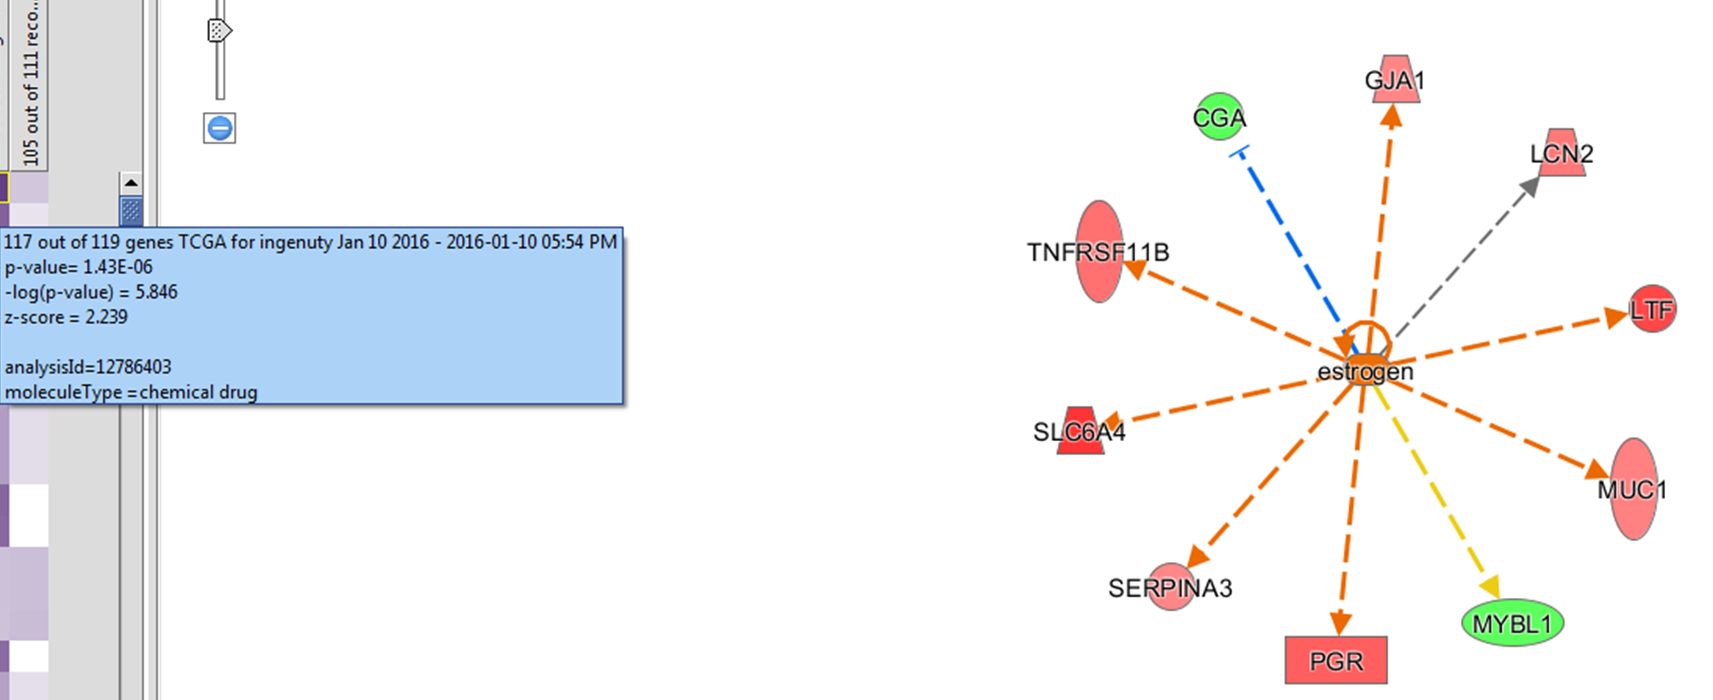 105 out of 111 reco...
117 out of 119 genes TCGA for ingenuty Jan 10 2016 - 2016-01-10 05:54 PM
p-value= 1.43E-06
-log(p-value) = 5.846
z-score = 2.239
analysisId=12786403
moleculeType =chemical drug
GJA1
CGA
LCN2
TNFRSF11B
LTF
estrogen
SLC6A4
MUC1
SERPINA3
MYBL1
PGR